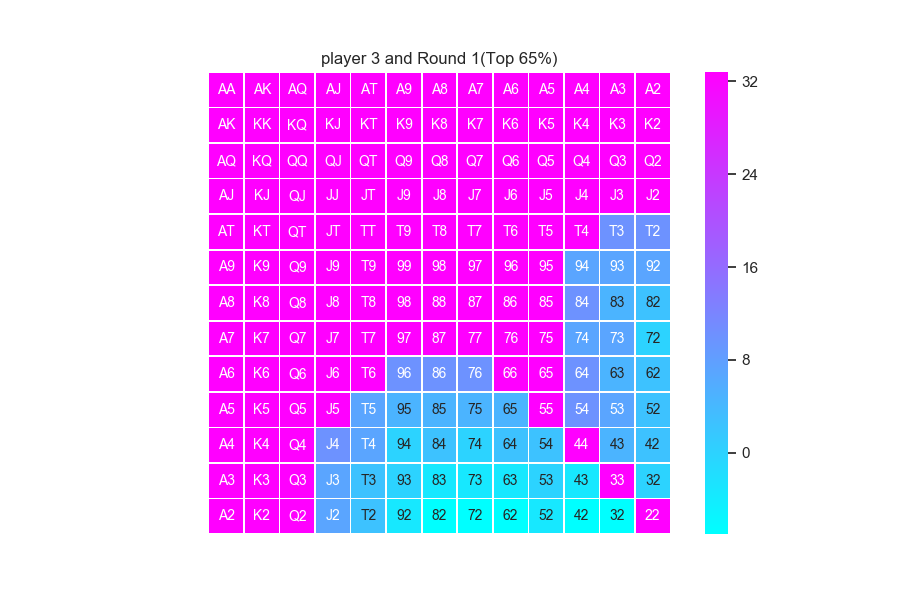 player 3 and Round 1(Top 65%)
AA AK AQ AJ AT A9 A8 A7 A6 A5 A4 A3 A2
AK KK KQ KJ KT K9 K8 K7 K6 K5 K4 K3 K2
AQ KQ QQ QJ QT Q9 Q8 Q7 Q6 Q5 Q4 Q3 Q2
AJ KJ QJ JJ JT J9 J8 J7 J6 J5 J4 J3 J2
AT KT QT JT TT T9 T8 T7 T6 T5 T4 T3 T2
A9 K9 Q9 J9 T9 99 98 97 96 95 94 93 92
A8 K8 Q8 J8 T8 98 88 87 86 85 84 83 82
A7 K7 Q7 J7 T7 97 87 77 76 75 74 73 72
A6 K6 Q6 J6 T6 96 86 76 66 65 64 63 62
A5 K5 Q5 J5 T5 95 85 75 65 55 54 53 52
A4 K4 Q4 J4 T4 94 84 74 64 54 44 43 42
A3 K3 Q3 J3 T3 93 83 73 63 53 43 33 32
A2 K2 Q2 J2 T2 92 82 72 62 52 42 32 22
32
24
16
8
0